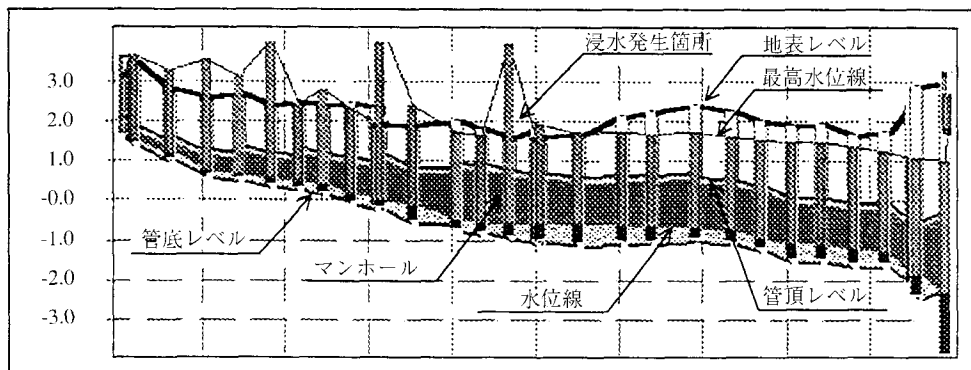 浸水発生箇所
地表レベル
最高水位線
3.0
2.0
1.0
-0.0
-1.0
-2.0
-3.0
管底レベル
マンホール
水位線
管頂レベル